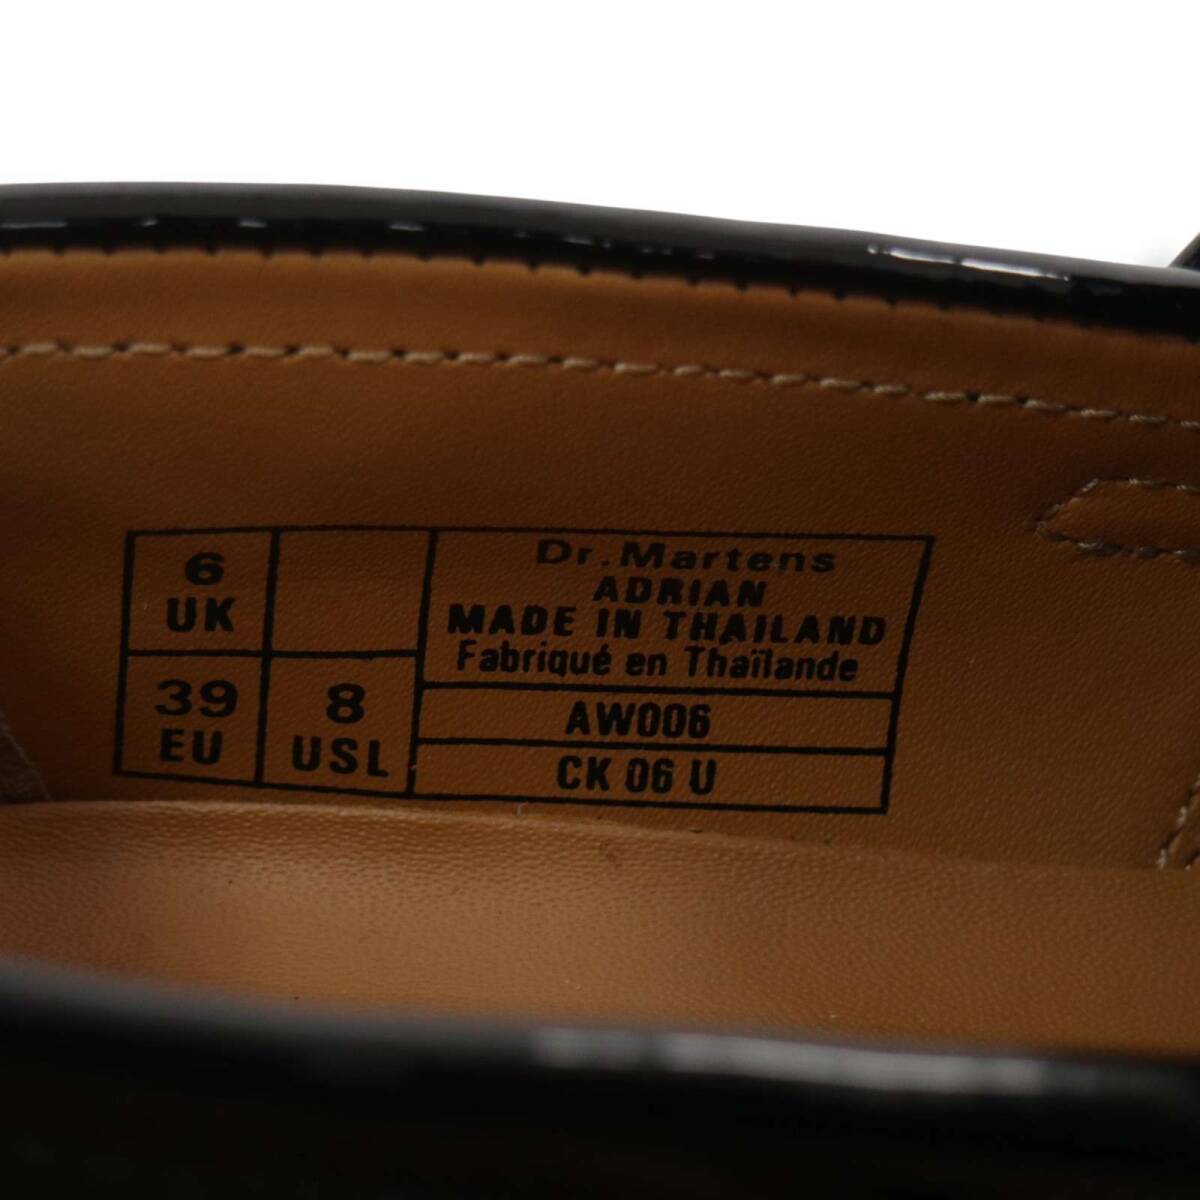 6
UK
39
EU
8
USL
Dr. Martens
ADRIAN
MADE IN THAILAND
Fabriqué en Thaïlande
AW006
CK 06 U